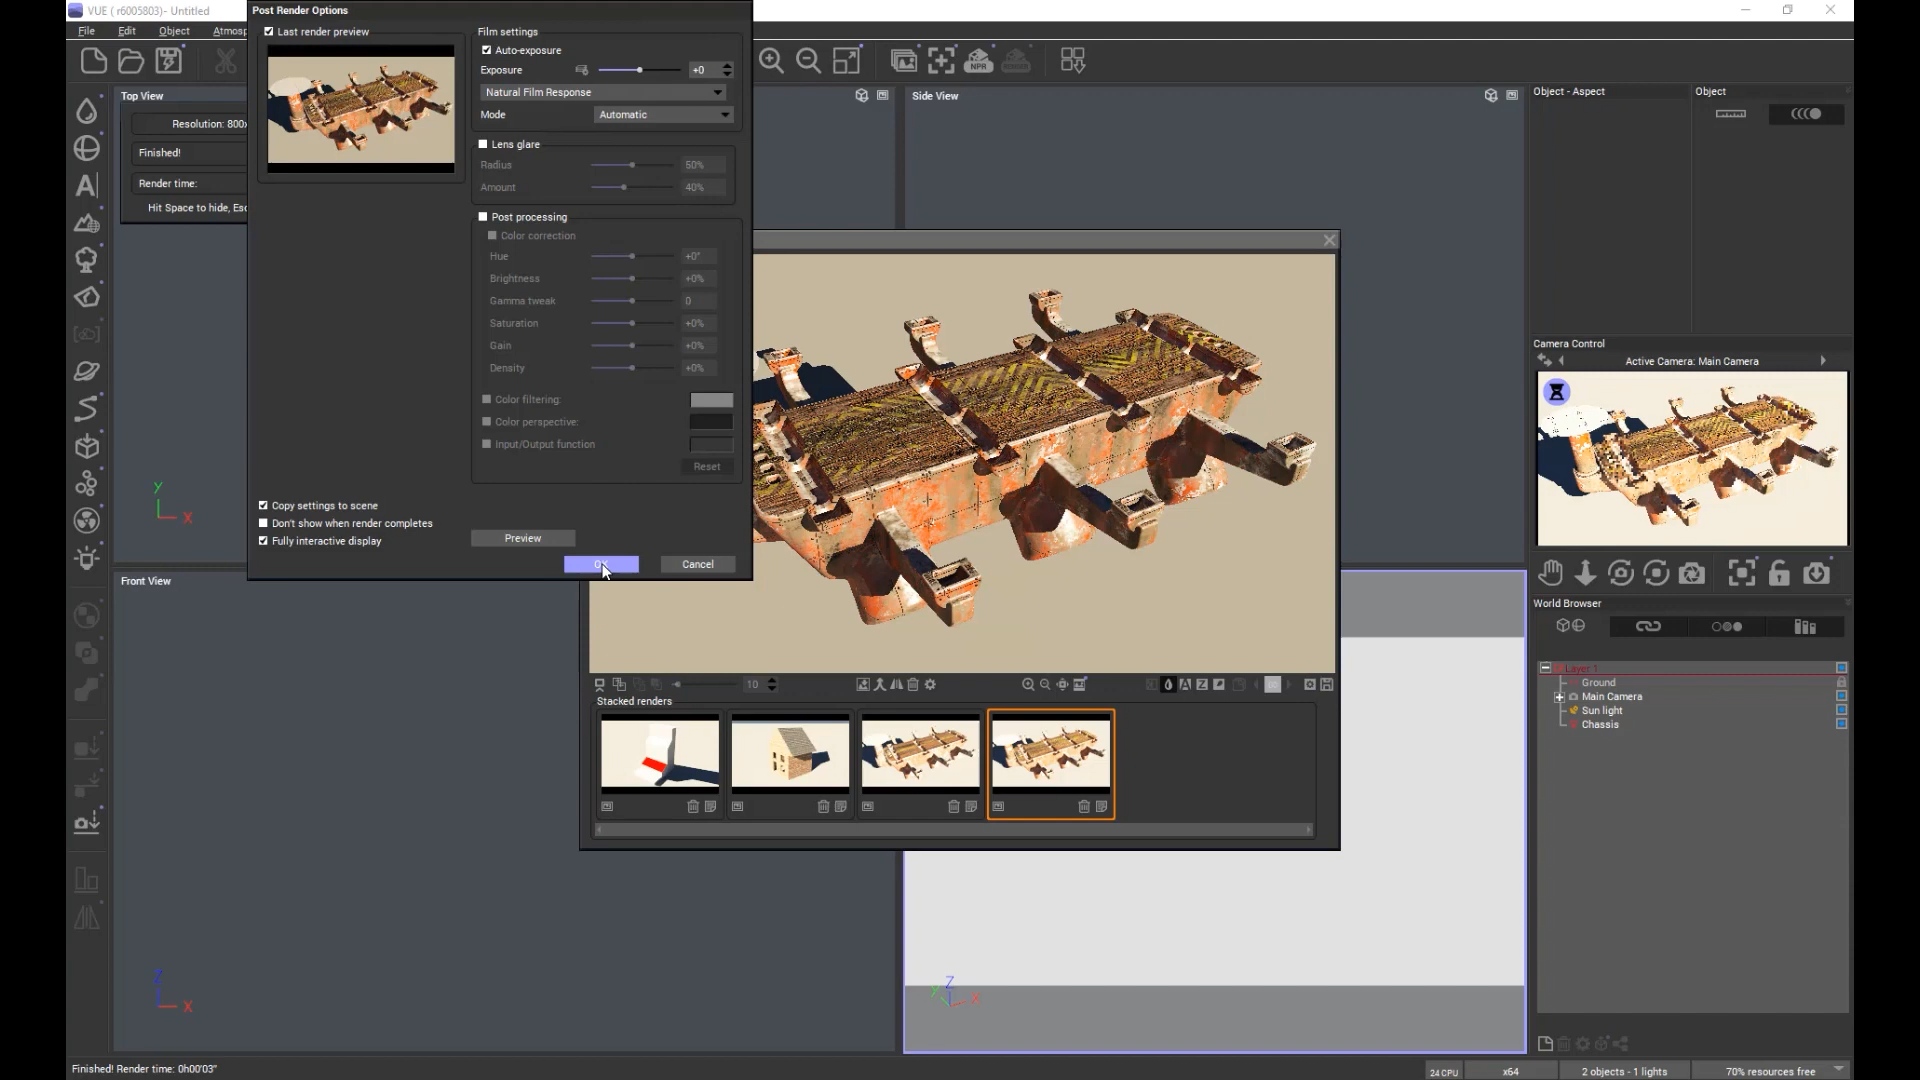 VUE ( r6005803)- Untitled
File Edit Object Atmosp
Post Render Options
Last render preview
Film settings
Auto-exposure
Exposure +0
Natural Film Response
Mode Automatic
Lens glare
Radius 50%
Amount 40%
Post processing
Color correction
Hue +0°
Brightness +0%
Gamma tweak 0
Saturation +0%
Gain +0%
Density +0%
Color filtering:
Color perspective:
Input/Output function
Reset
Copy settings to scene
Don't show when render completes
Fully interactive display
Preview
Cancel
Top View
Resolution: 800x
Finished!
Render time:
Hit Space to hide, Esc
Y
X
Front View
Z
X
NPR
RENDER
Side View
10
Stacked renders
Z
Y
X
Object - Aspect
Object
Camera Control
Active Camera: Main Camera
World Browser
Layer 1
Ground
Main Camera
Sun light
Chassis
Finished! Render time: 0h00'03"
24 CPU x64 2 objects - 1 lights 70% resources free